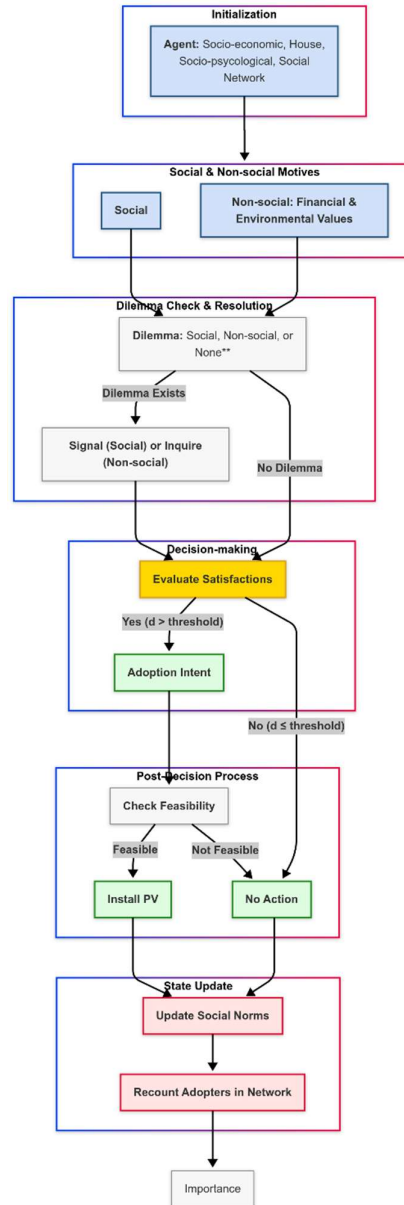 Initialization
Agent: Socio-economic, House,
Socio-psycological, Social
Network
Social & Non-social Motives
Social
Non-social: Financial &
Environmental Values
Dilemma Check & Resolution
Dilemma: Social, Non-social, or
None**
Dilemma Exists
Signal (Social) or Inquire
(Non-social)
No Dilemma
Decision-making
Evaluate Satisfactions
Yes (d > threshold)
Adoption Intent
No (d ≤ threshold)
Post-Decision Process
Check Feasibility
Feasible
Not Feasible
Install PV
No Action
State Update
Update Social Norms
Recount Adopters in Network
Importance